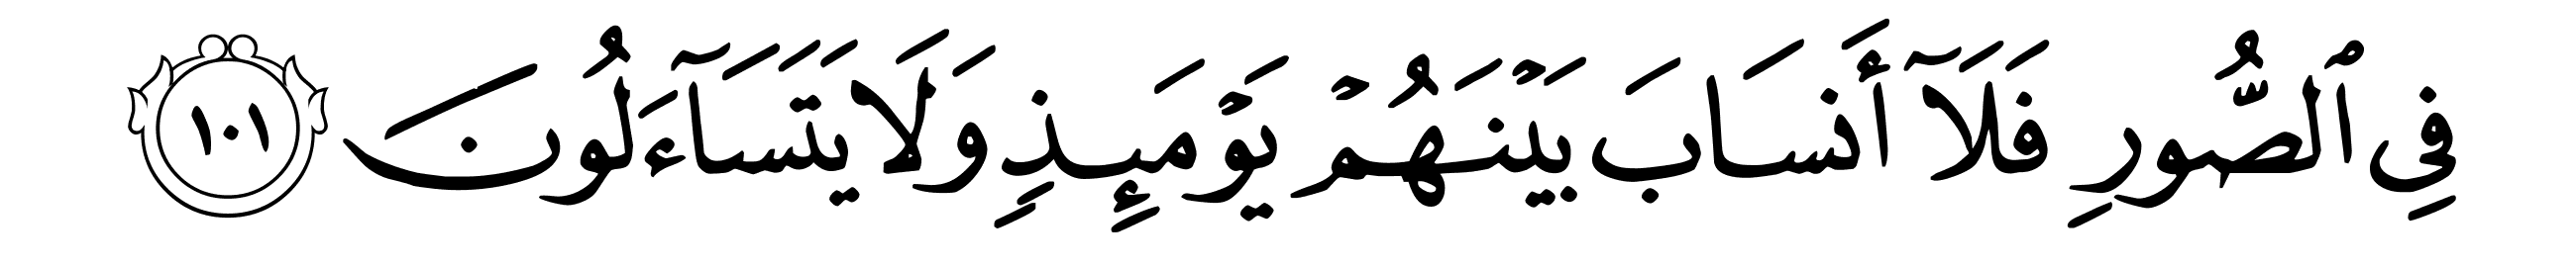 فِى ٱلصُّورِ فَلَآ أَنسَابَ بَيْنَهُمْ يَوْمَئِذٍ وَلَا يَتَسَآءَلُونَ ١٠١